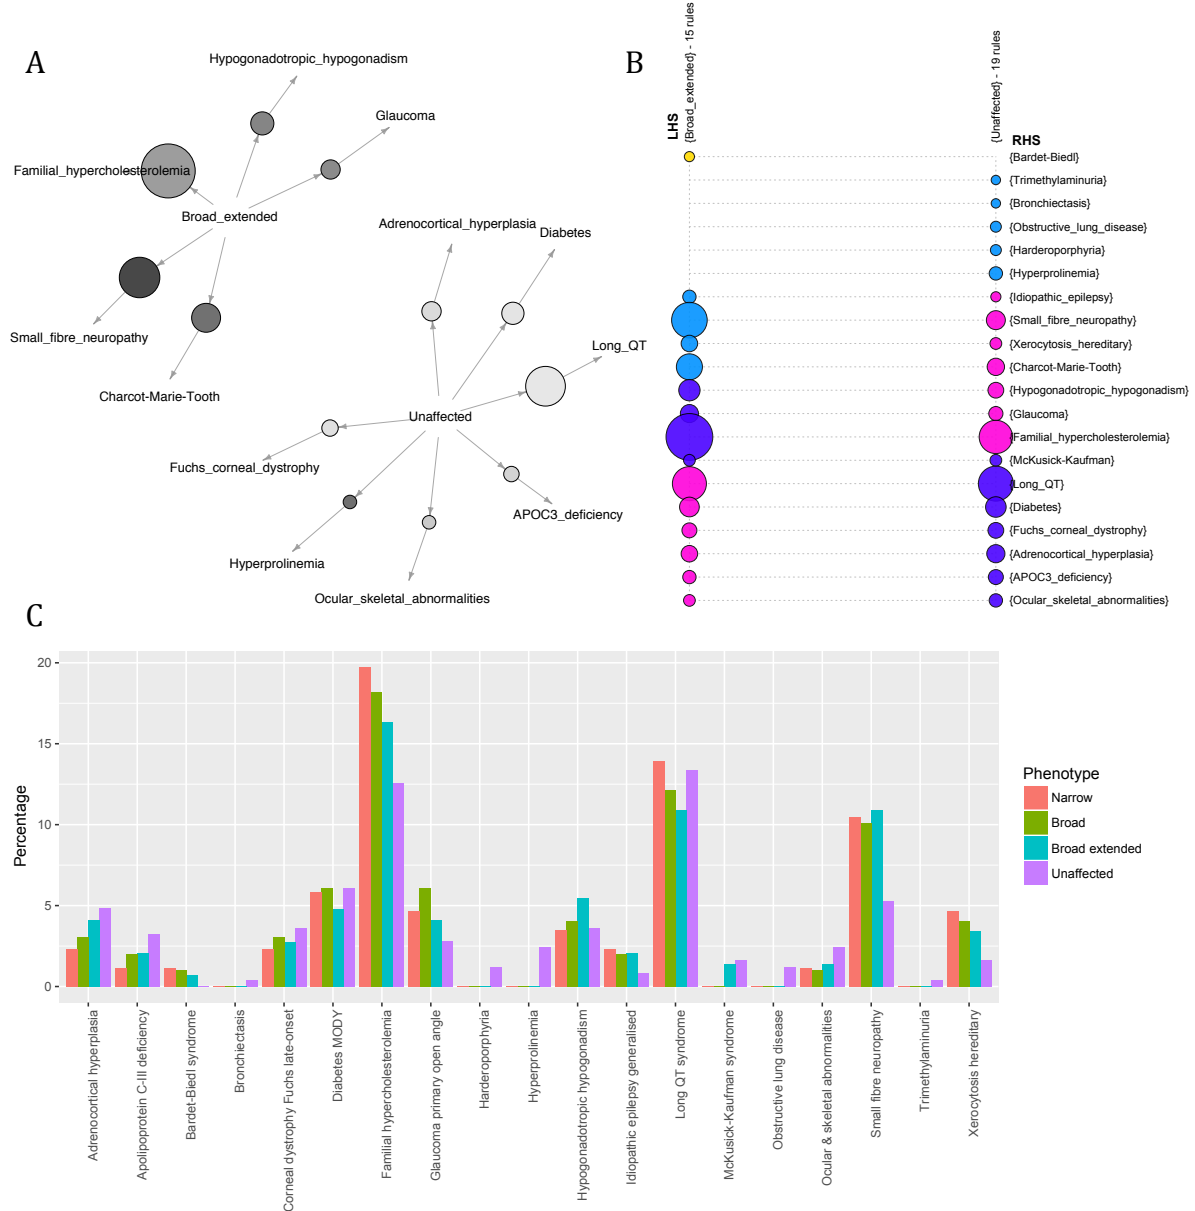 A
Hypogonadotropic_hypogonadism
Glaucoma
Familial_hypercholesterolemia
Broad_extended
Adrenocortical_hyperplasia
Diabetes
Small_fibre_neuropathy
Long_QT
Charcot-Marie-Tooth
Unaffected
Fuchs_corneal_dystrophy
APOC3_deficiency
Hyperprolinemia
Ocular_skeletal_abnormalities
B
{Broad_extended} - 15 rules
{Unaffected} - 19 rules
LHS
RHS
{Bardet-Biedl}
{Trimethylaminuria}
{Bronchiectasis}
{Obstructive_lung_disease}
{Harderoporphyria}
{Hyperprolinemia}
{Idiopathic_epilepsy}
{Small_fibre_neuropathy}
{Xerocytosis_hereditary}
{Charcot-Marie-Tooth}
{Hypogonadotropic_hypogonadism}
{Glaucoma}
{Familial_hypercholesterolemia}
{McKusick-Kaufman}
{Long_QT}
{Diabetes}
{Fuchs_corneal_dystrophy}
{Adrenocortical_hyperplasia}
{APOC3_deficiency}
{Ocular_skeletal_abnormalities}
C
20
15
10
5
0
Percentage
Adrenocortical hyperplasia
Apolipoprotein C-III deficiency
Bardet-Biedl syndrome
Bronchiectasis
Corneal dystrophy Fuchs late-onset
Diabetes MODY
Familial hypercholesterolemia
Glaucoma primary open angle
Harderoporphyria
Hyperprolinemia
Hypogonadotropic hypogonadism
Idiopathic epilepsy generalised
Long QT syndrome
McKusick-Kaufman syndrome
Obstructive lung disease
Ocular & skeletal abnormalities
Small fibre neuropathy
Trimethylaminuria
Xerocytosis hereditary
Phenotype
Narrow
Broad
Broad extended
Unaffected